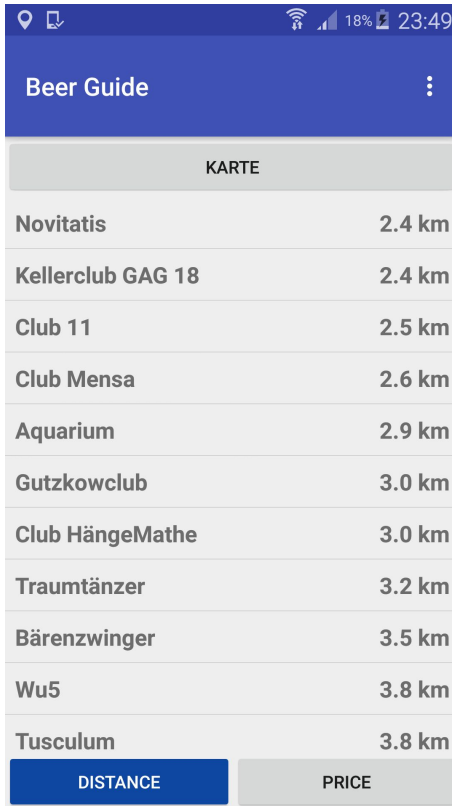 18% 23:49
Beer Guide
KARTE
Novitatis 2.4 km
Kellerclub GAG 18 2.4 km
Club 11 2.5 km
Club Mensa 2.6 km
Aquarium 2.9 km
Gutzkowclub 3.0 km
Club HängeMathe 3.0 km
Traumtänzer 3.2 km
Bärenzwinger 3.5 km
Wu5 3.8 km
Tusculum 3.8 km
DISTANCE PRICE